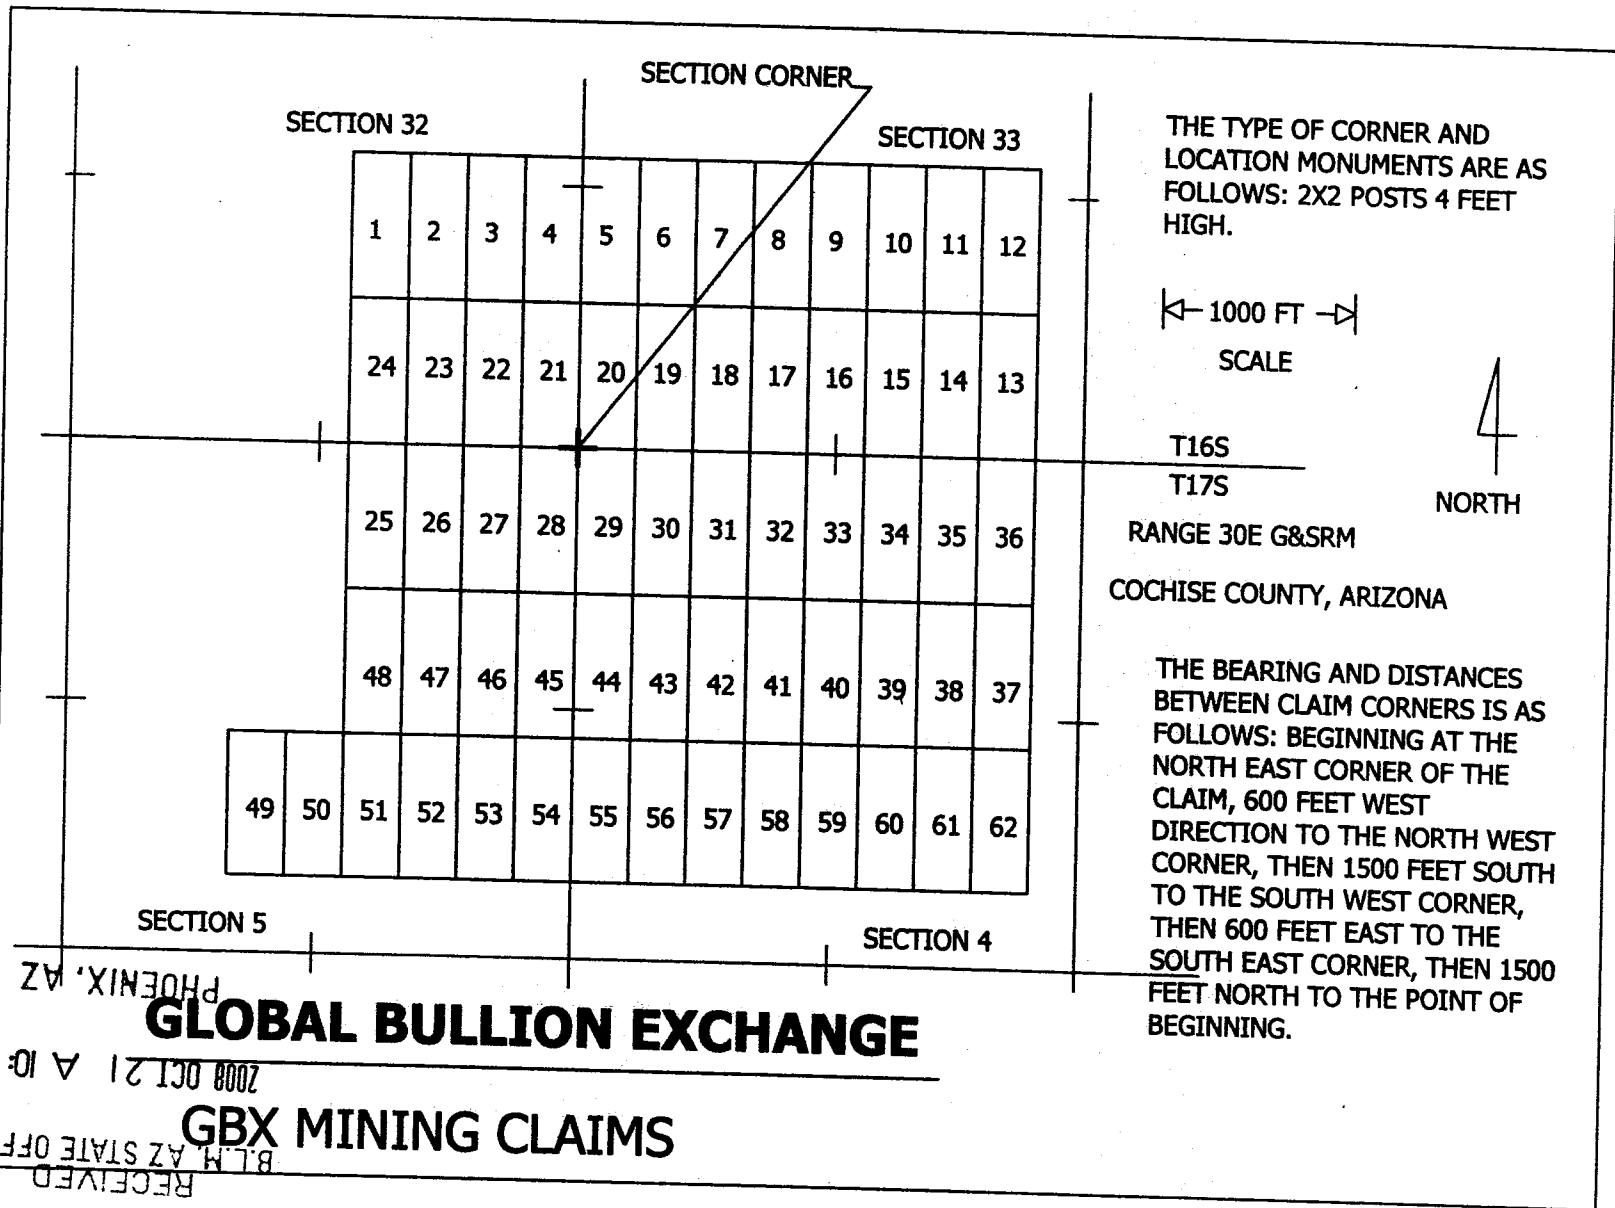 SECTION CORNER
SECTION 32
SECTION 33
1 2 3 4 5 6 7 8 9 10 11 12
24 23 22 21 20 19 18 17 16 15 14 13
25 26 27 28 29 30 31 32 33 34 35 36
48 47 46 45 44 43 42 41 40 39 38 37
49 50 51 52 53 54 55 56 57 58 59 60 61 62
SECTION 5
SECTION 4
THE TYPE OF CORNER AND
LOCATION MONUMENTS ARE AS
FOLLOWS: 2X2 POSTS 4 FEET
HIGH.
1000 FT
SCALE
NORTH
T16S
T17S
RANGE 30E G&SRM
COCHISE COUNTY, ARIZONA
THE BEARING AND DISTANCES
BETWEEN CLAIM CORNERS IS AS
FOLLOWS: BEGINNING AT THE
NORTH EAST CORNER OF THE
CLAIM, 600 FEET WEST
DIRECTION TO THE NORTH WEST
CORNER, THEN 1500 FEET SOUTH
TO THE SOUTH WEST CORNER,
THEN 600 FEET EAST TO THE
SOUTH EAST CORNER, THEN 1500
FEET NORTH TO THE POINT OF
BEGINNING.
GLOBAL BULLION EXCHANGE
GBX MINING CLAIMS
RECEIVED
B.L.M. AZ STATE OFF
2008 OCT 21 A 10:
PHOENIX, AZ